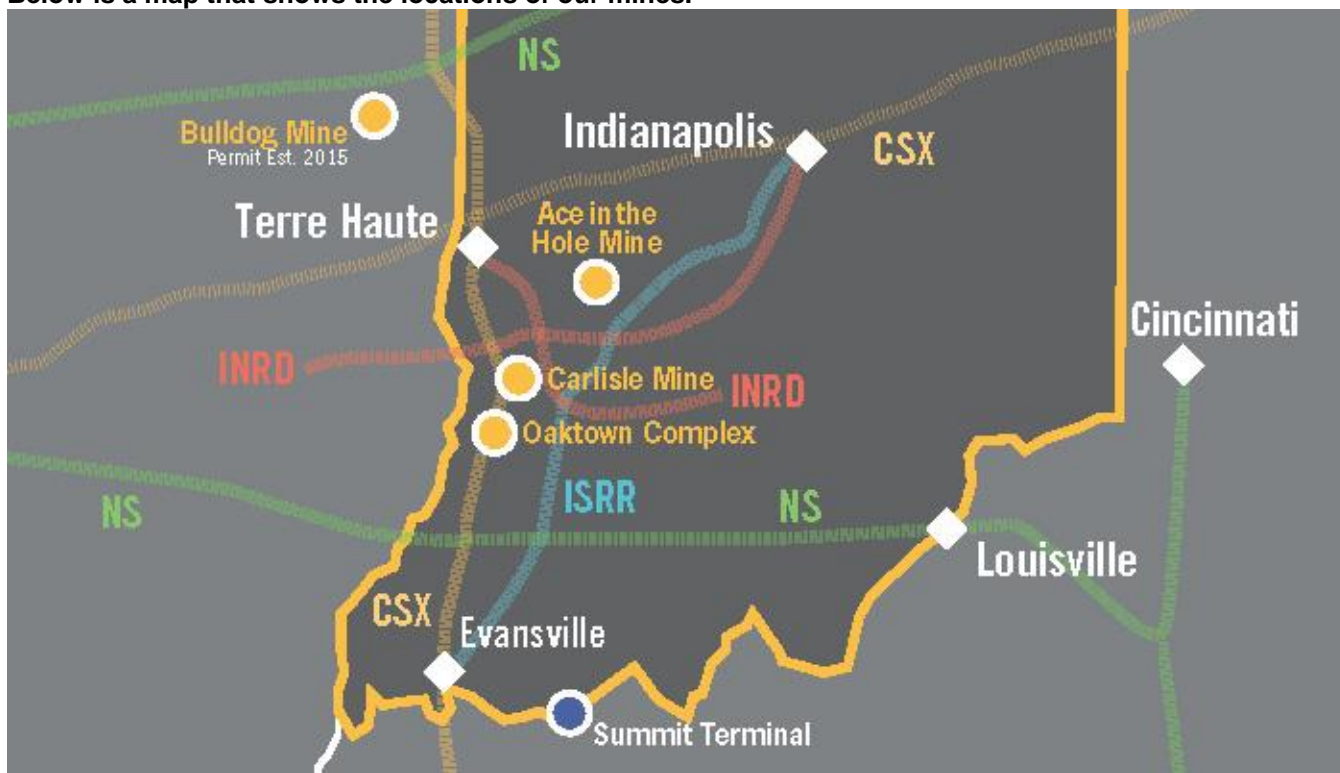 Below is a map that shows the locations of our mines.
NS
Bulldog Mine
Permit Est. 2015
Indianapolis
CSX
Terre Haute
Ace in the
Hole Mine
Cincinnati
INRD
Carlisle Mine
INRD
Oaktown Complex
NS
ISRR
NS
Louisville
CSX
Evansville
Summit Terminal